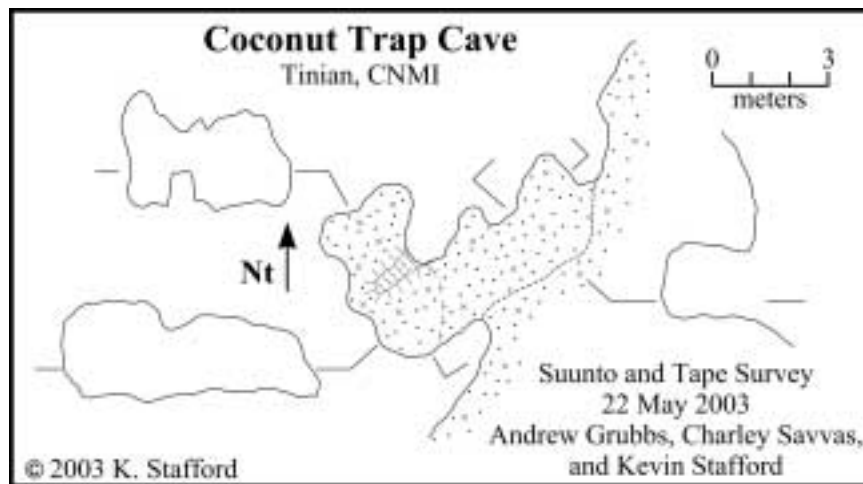 Coconut Trap Cave
Tinian, CNMI
0 3
meters
Nt
Suunto and Tape Survey
22 May 2003
Andrew Grubbs, Charley Savvas,
and Kevin Stafford
© 2003 K. Stafford